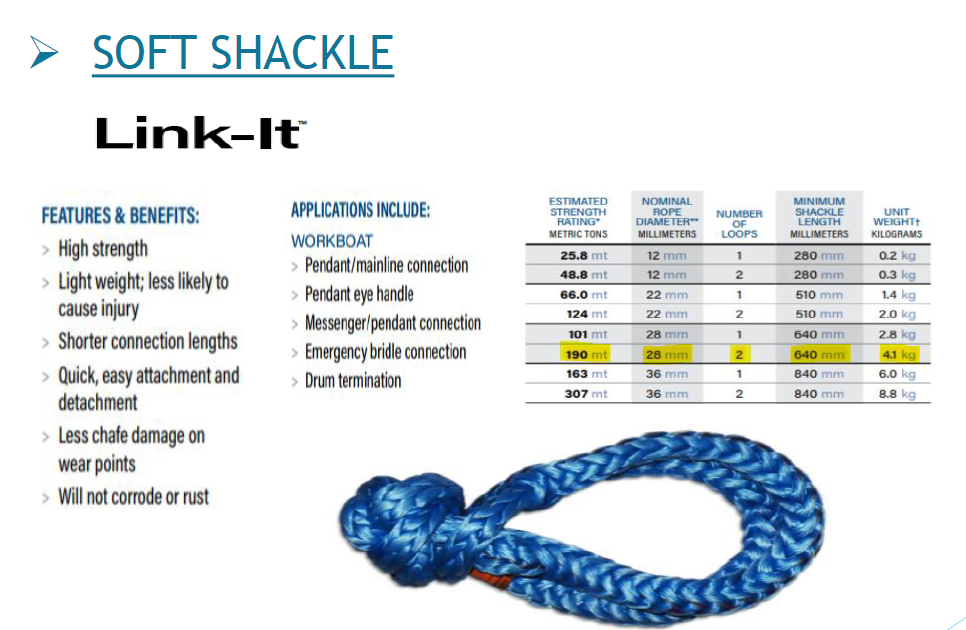 SOFT SHACKLE
Link-It™
FEATURES & BENEFITS:
> High strength
> Light weight; less likely to
cause injury
> Shorter connection lengths
> Quick, easy attachment and
detachment
> Less chafe damage on
wear points
> Will not corrode or rust
APPLICATIONS INCLUDE:
WORKBOAT
> Pendant/mainline connection
> Pendant eye handle
> Messenger/pendant connection
> Emergency bridle connection
> Drum termination
ESTIMATED
STRENGTH
RATING*
METRIC TONS
NOMINAL
ROPE
DIAMETER**
MILLIMETERS
NUMBER
OF
LOOPS
MINIMUM
SHACKLE
LENGTH
MILLIMETERS
UNIT
WEIGHT†
KILOGRAMS
25.8 mt 12 mm 1 280 mm 0.2 kg
48.8 mt 12 mm 2 280 mm 0.3 kg
66.0 mt 22 mm 1 510 mm 1.4 kg
124 mt 22 mm 2 510 mm 2.0 kg
101 mt 28 mm 1 640 mm 2.8 kg
190 mt 28 mm 2 640 mm 4.1 kg
163 mt 36 mm 1 840 mm 6.0 kg
307 mt 36 mm 2 840 mm 8.8 kg